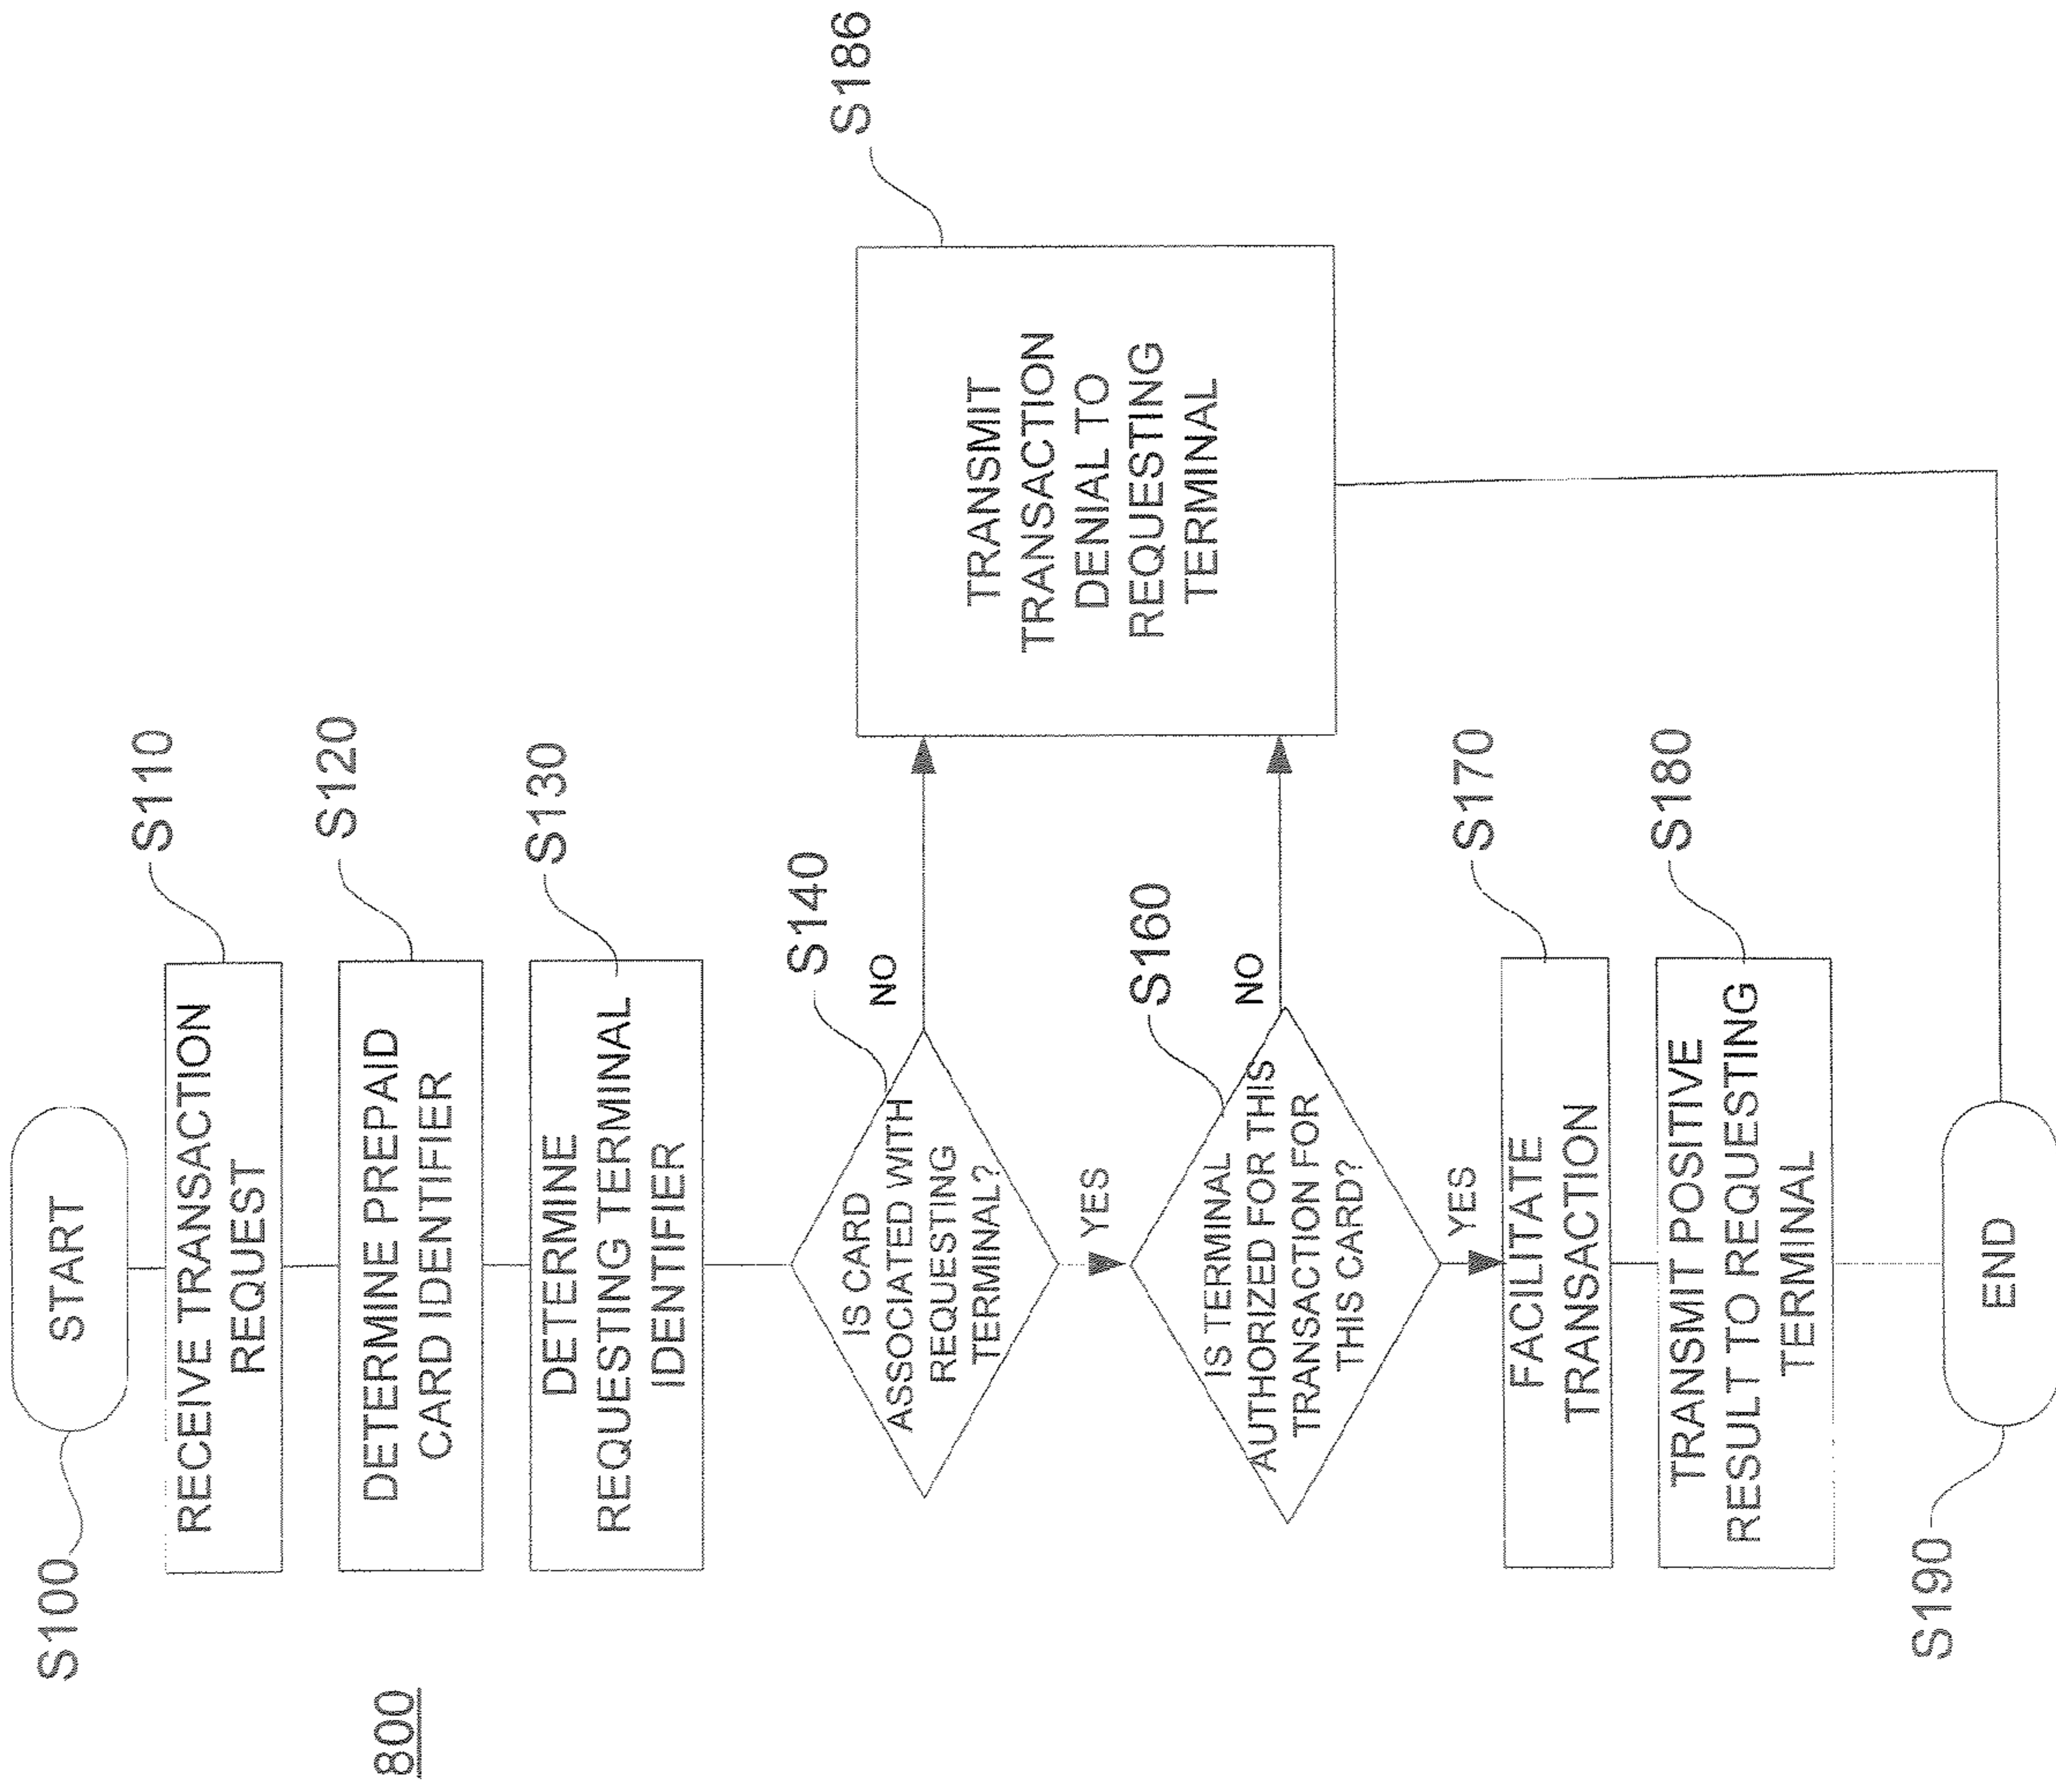 800
S100
START
S110
RECEIVE TRANSACTION
REQUEST
S120
DETERMINE PREPAID
CARD IDENTIFIER
S130
DETERMINE
REQUESTING TERMINAL
IDENTIFIER
S140
IS CARD
ASSOCIATED WITH
REQUESTING
TERMINAL?
NO
YES
S160
IS TERMINAL
AUTHORIZED FOR THIS
TRANSACTION FOR
THIS CARD?
NO
YES
S186
TRANSMIT
TRANSACTION
DENIAL TO
REQUESTING
TERMINAL
S170
FACILITATE
TRANSACTION
S180
TRANSMIT POSITIVE
RESULT TO REQUESTING
TERMINAL
S190
END